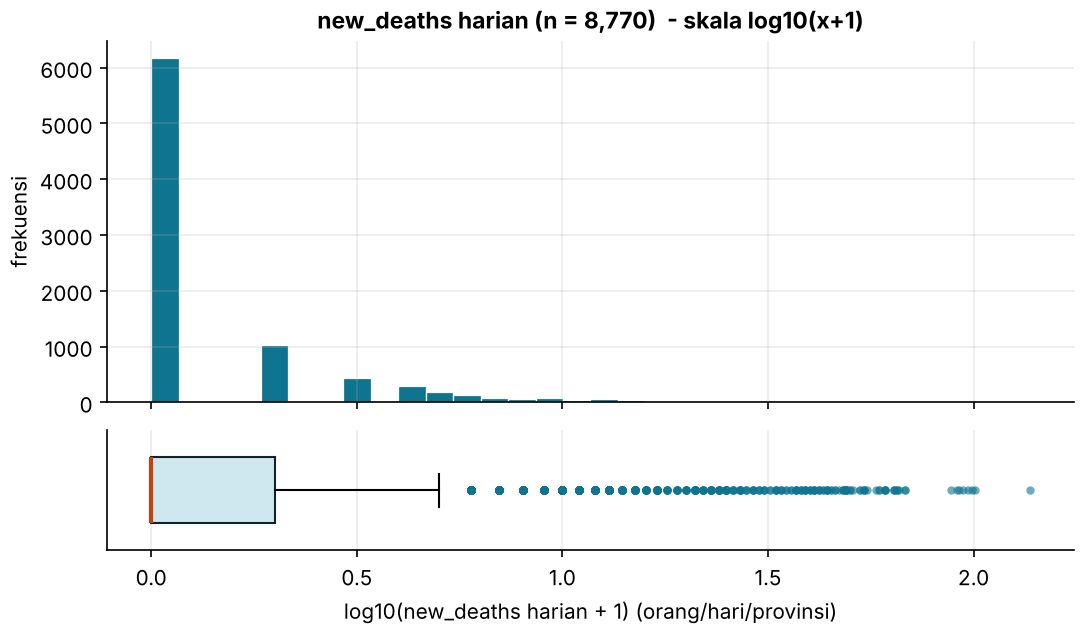 new_deaths harian (n = 8,770)  - skala log10(x+1)
frekuensi
6000
5000
4000
3000
2000
1000
0
0.0 0.5 1.0 1.5 2.0
log10(new_deaths harian + 1) (orang/hari/provinsi)